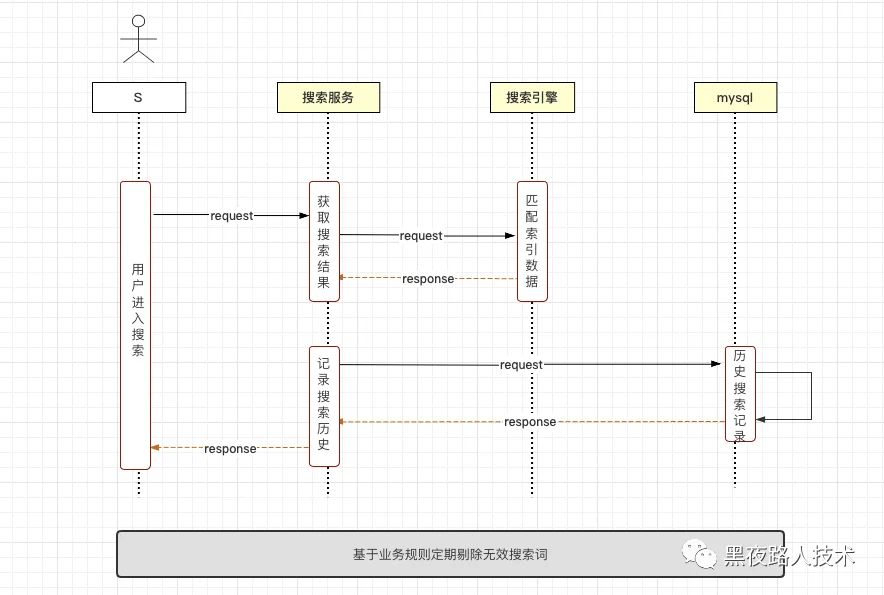 S
搜索服务
搜索引擎
mysql
用户进入搜索
request
获取搜索结果
request
匹配索引数据
response
记录搜索历史
request
历史搜索记录
response
response
基于业务规则定期剔除无效搜索词
黑夜路人技术